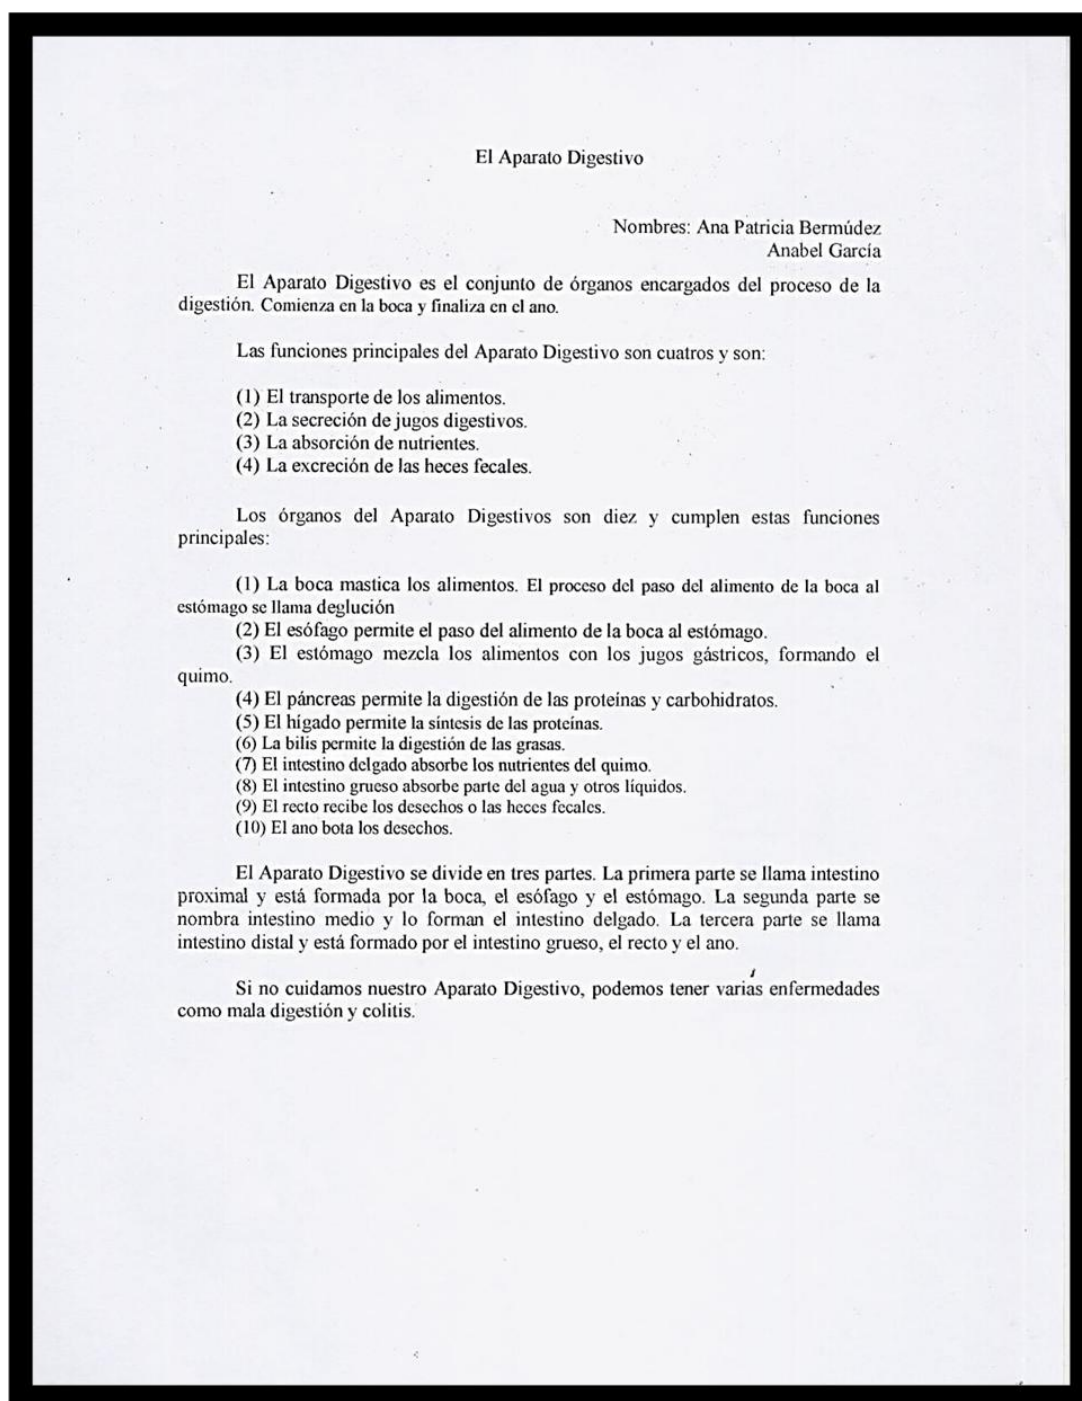 El Aparato Digestivo
Nombres: Ana Patricia Bermúdez
Anabel García
El Aparato Digestivo es el conjunto de órganos encargados del proceso de la
digestión. Comienza en la boca y finaliza en el ano.
Las funciones principales del Aparato Digestivo son cuatros y son:
(1) El transporte de los alimentos.
(2) La secreción de jugos digestivos.
(3) La absorción de nutrientes.
(4) La excreción de las heces fecales.
Los órganos del Aparato Digestivos son diez y cumplen estas funciones
principales:
(1) La boca mastica los alimentos. El proceso del paso del alimento de la boca al
estómago se llama deglución
(2) El esófago permite el paso del alimento de la boca al estómago.
(3) El estómago mezcla los alimentos con los jugos gástricos, formando el
quimo.
(4) El páncreas permite la digestión de las proteínas y carbohidratos.
(5) El hígado permite la síntesis de las proteínas.
(6) La bilis permite la digestión de las grasas.
(7) El intestino delgado absorbe los nutrientes del quimo.
(8) El intestino grueso absorbe parte del agua y otros líquidos.
(9) El recto recibe los desechos o las heces fecales.
(10) El ano bota los desechos.
El Aparato Digestivo se divide en tres partes. La primera parte se llama intestino
proximal y está formada por la boca, el esófago y el estómago. La segunda parte se
nombra intestino medio y lo forman el intestino delgado. La tercera parte se llama
intestino distal y está formado por el intestino grueso, el recto y el ano.
Si no cuidamos nuestro Aparato Digestivo, podemos tener varias enfermedades
como mala digestión y colitis.